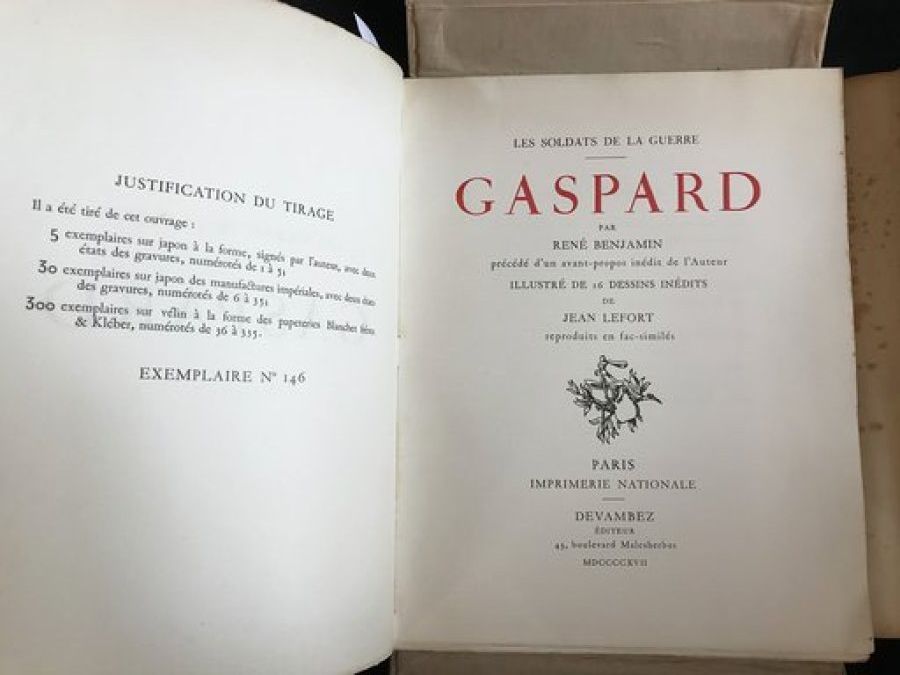 JUSTIFICATION DU TIRAGE
Il a été tiré de cet ouvrage :
5 exemplaires sur japon à la forme, signés par l'auteur, avec deux
états des gravures, numérotés de 1 à 5;
30 exemplaires sur japon des manufactures impériales, avec deux états
des gravures, numérotés de 6 à 35;
300 exemplaires sur vélin à la forme des papeteries Blanchet frères
& Kléber, numérotés de 36 à 335.
EXEMPLAIRE N° 146
LES SOLDATS DE LA GUERRE
GASPARD
PAR
RENÉ BENJAMIN
précédé d'un avant-propos inédit de l'Auteur
ILLUSTRÉ DE 16 DESSINS INÉDITS
DE
JEAN LEFORT
reproduits en fac-similés
PARIS
IMPRIMERIE NATIONALE
DEVAMBEZ
ÉDITEUR
43, boulevard Malesherbes
MDCCCCXVII